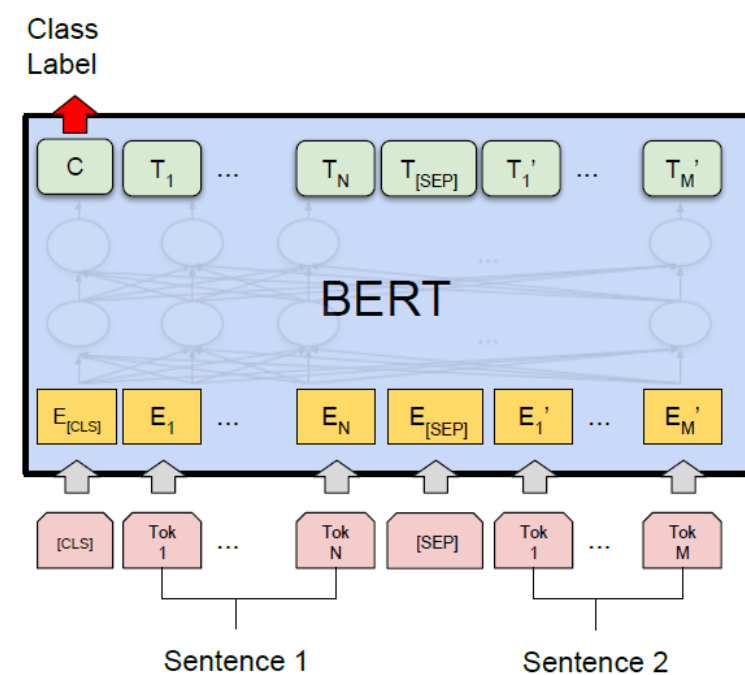 Class
Label
C T1 ... TN T[SEP] T1’ ... TM’
...
BERT
...
E[CLS] E1 ... EN E[SEP] E1’ ... EM’
[CLS] Tok 1 ... Tok N [SEP] Tok 1 ... Tok M
Sentence 1 Sentence 2